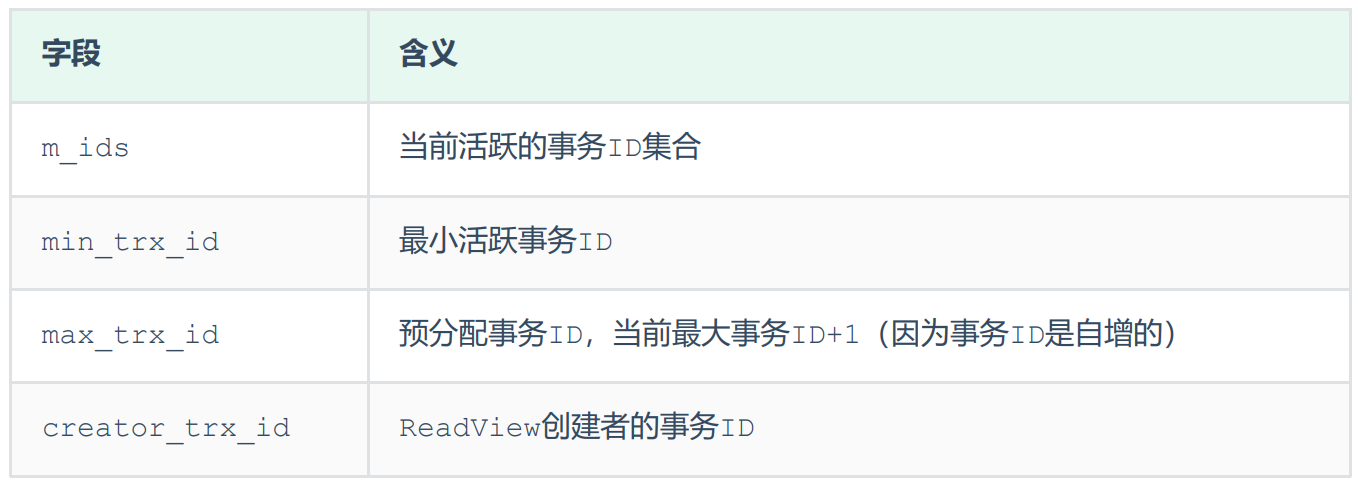 字段 含义
m_ids 当前活跃的事务ID集合
min_trx_id 最小活跃事务ID
max_trx_id 预分配事务ID，当前最大事务ID+1（因为事务ID是自增的）
creator_trx_id ReadView创建者的事务ID